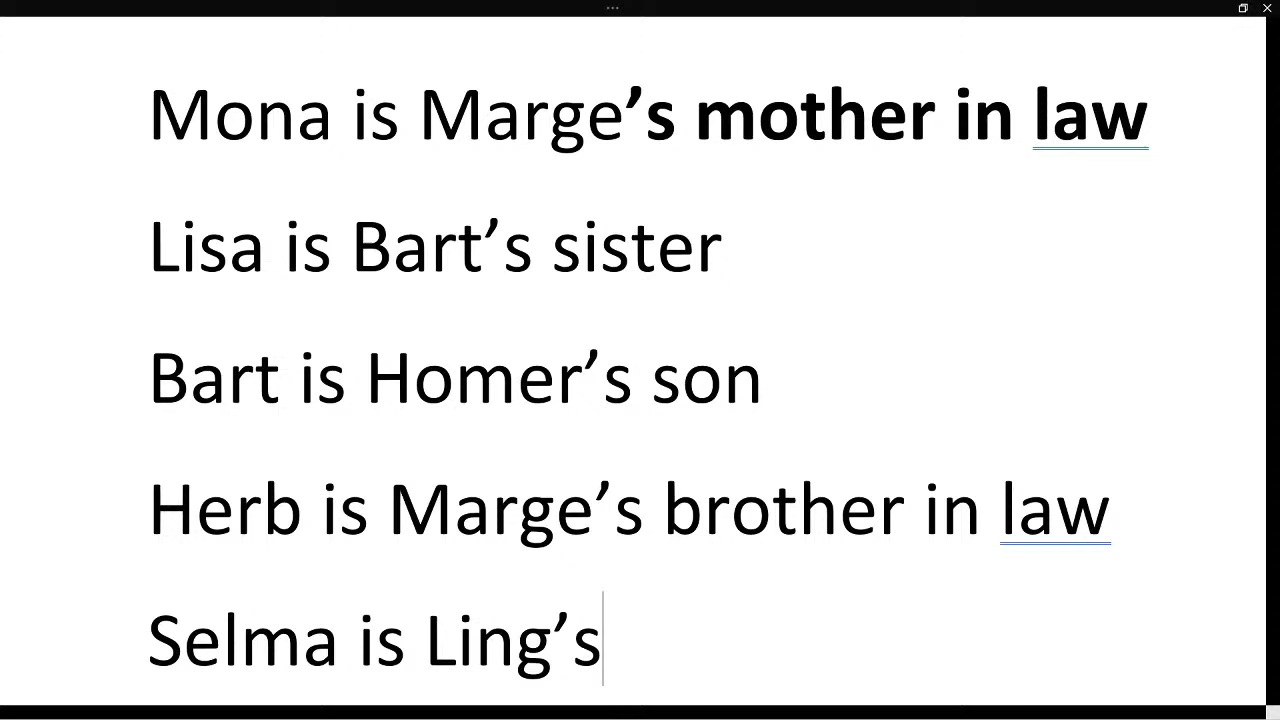 Mona is Marge’s mother in law
Lisa is Bart’s sister
Bart is Homer’s son
Herb is Marge’s brother in law
Selma is Ling’s